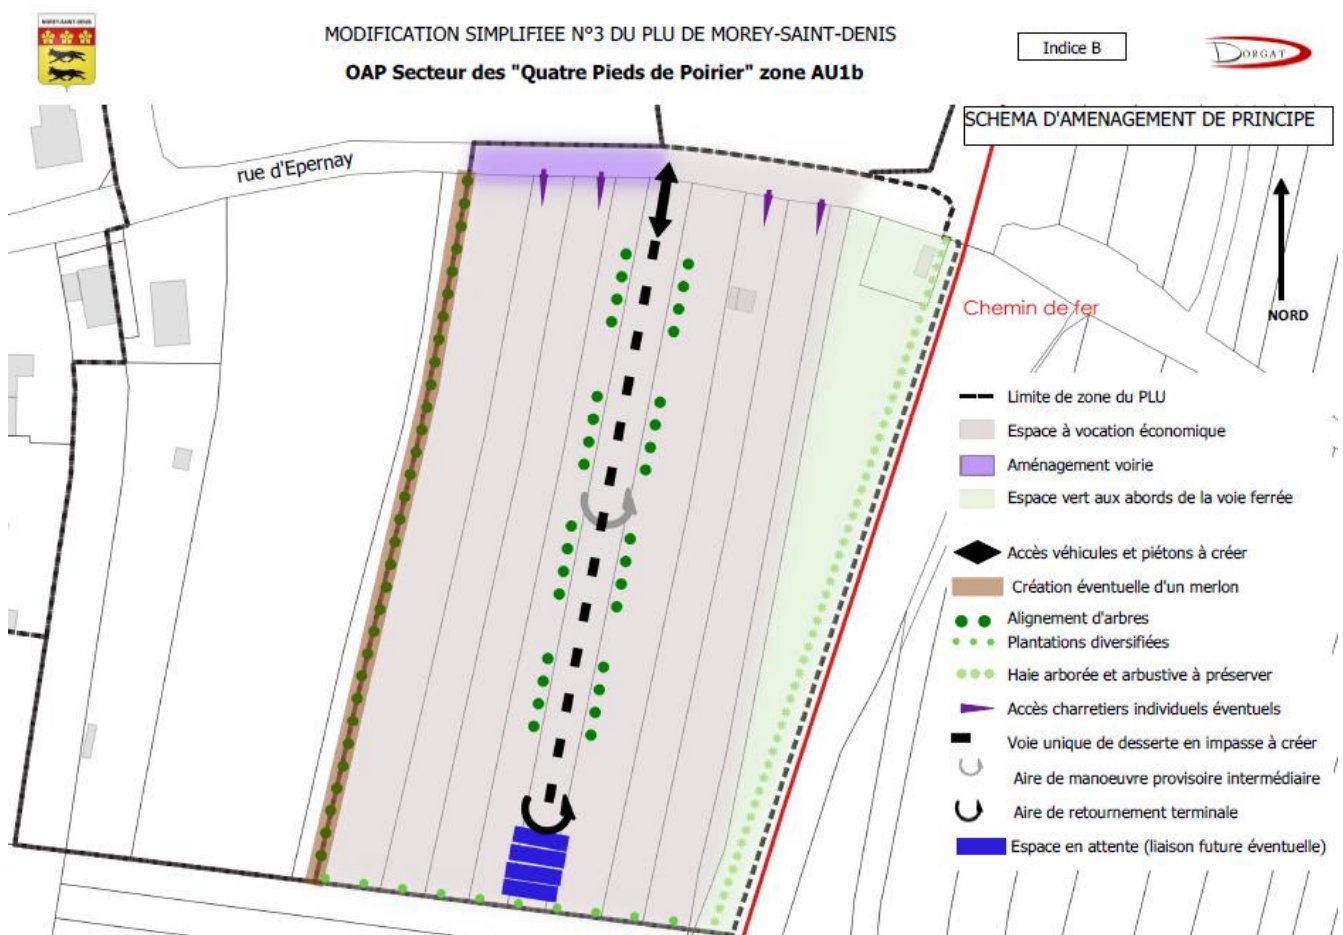 MOREY-SAINT-DENIS
MODIFICATION SIMPLIFIEE N°3 DU PLU DE MOREY-SAINT-DENIS
OAP Secteur des "Quatre Pieds de Poirier" zone AU1b
Indice B
DORGAT
SCHEMA D'AMENAGEMENT DE PRINCIPE
rue d'Epernay
Chemin de fer
NORD
Limite de zone du PLU
Espace à vocation économique
Aménagement voirie
Espace vert aux abords de la voie ferrée
Accès véhicules et piétons à créer
Création éventuelle d'un merlon
Alignement d'arbres
Plantations diversifiées
Haie arborée et arbustive à préserver
Accès charretiers individuels éventuels
Voie unique de desserte en impasse à créer
Aire de manoeuvre provisoire intermédiaire
Aire de retournement terminale
Espace en attente (liaison future éventuelle)